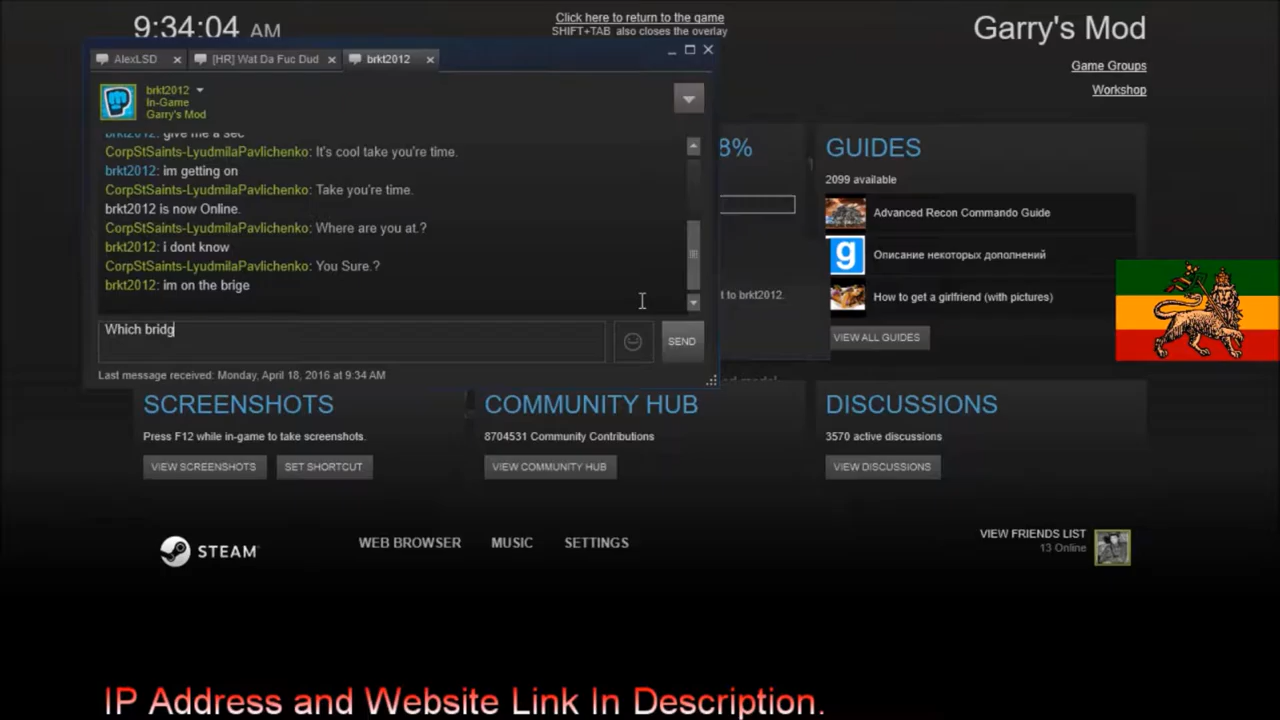 9:34:04 AM
Click here to return to the game
SHIFT+TAB also closes the overlay
Garry's Mod
Game Groups
Workshop
AlexLSD
[HR] Wat Da Fuc Dud
brkt2012
brkt2012
In-Game
Garry's Mod
brkt2012: give me a sec
CorpStSaints-LyudmilaPavlichenko: It's cool take you're time.
brkt2012: im getting on
CorpStSaints-LyudmilaPavlichenko: Take you're time.
brkt2012 is now Online.
CorpStSaints-LyudmilaPavlichenko: Where are you at.?
brkt2012: i dont know
CorpStSaints-LyudmilaPavlichenko: You Sure.?
brkt2012: im on the brige
Which bridg
SEND
Last message received: Monday, April 18, 2016 at 9:34 AM
8%
t to brkt2012.
GUIDES
2099 available
Advanced Recon Commando Guide
Описание некоторых дополнений
How to get a girlfriend (with pictures)
VIEW ALL GUIDES
SCREENSHOTS
Press F12 while in-game to take screenshots.
VIEW SCREENSHOTS
SET SHORTCUT
COMMUNITY HUB
8704531 Community Contributions
VIEW COMMUNITY HUB
DISCUSSIONS
3570 active discussions
VIEW DISCUSSIONS
STEAM
WEB BROWSER
MUSIC
SETTINGS
VIEW FRIENDS LIST
13 Online
IP Address and Website Link In Description.